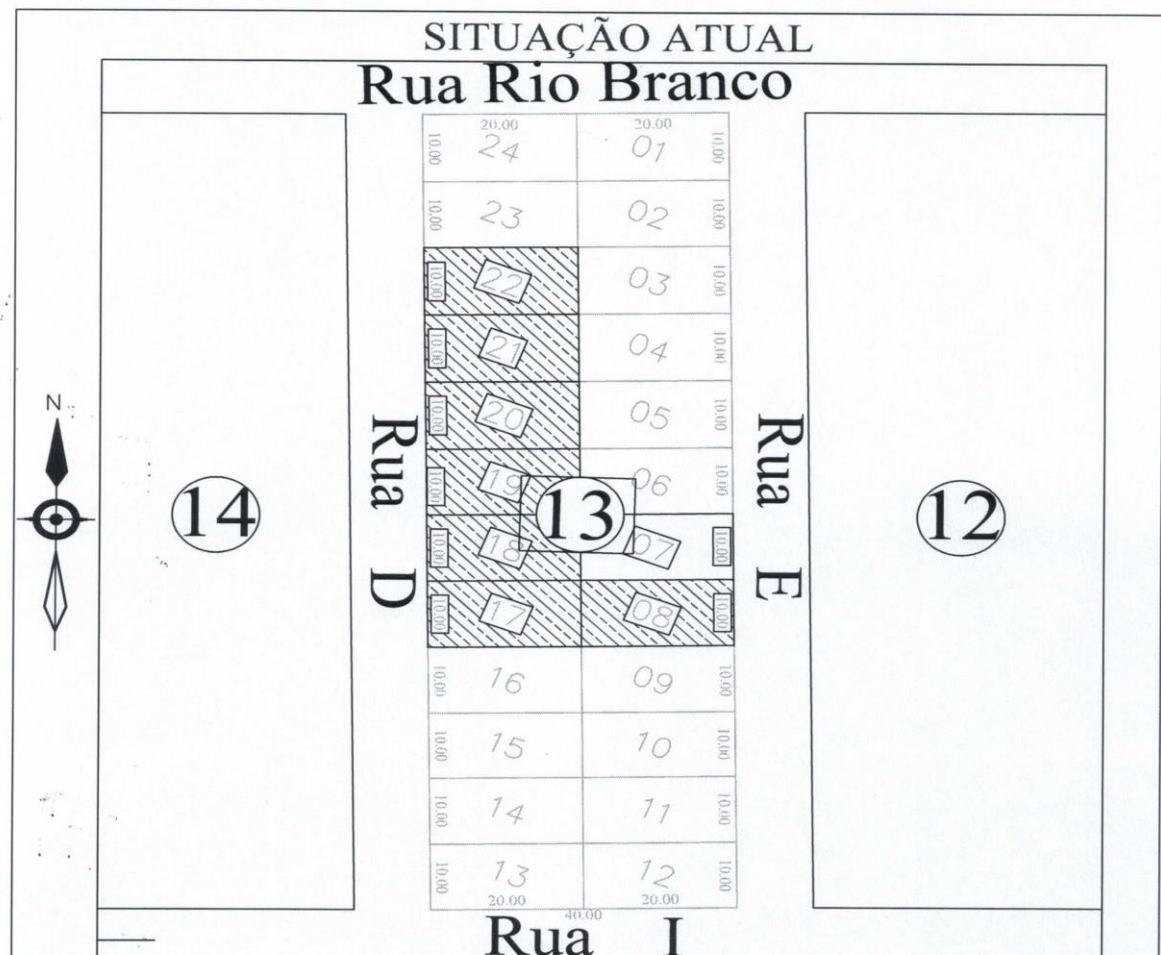 SITUAÇÃO ATUAL
Rua Rio Branco
20.00 20.00
10.00 24 01 10.00
10.00 23 02 10.00
10.00 22 03 10.00
10.00 21 04 10.00
10.00 20 05 10.00
10.00 19 06 10.00
10.00 18 07 10.00
10.00 17 08 10.00
10.00 16 09 10.00
10.00 15 10 10.00
10.00 14 11 10.00
10.00 13 12 10.00
20.00 20.00
40.00
N
14
Rua D
13
Rua E
12
Rua I